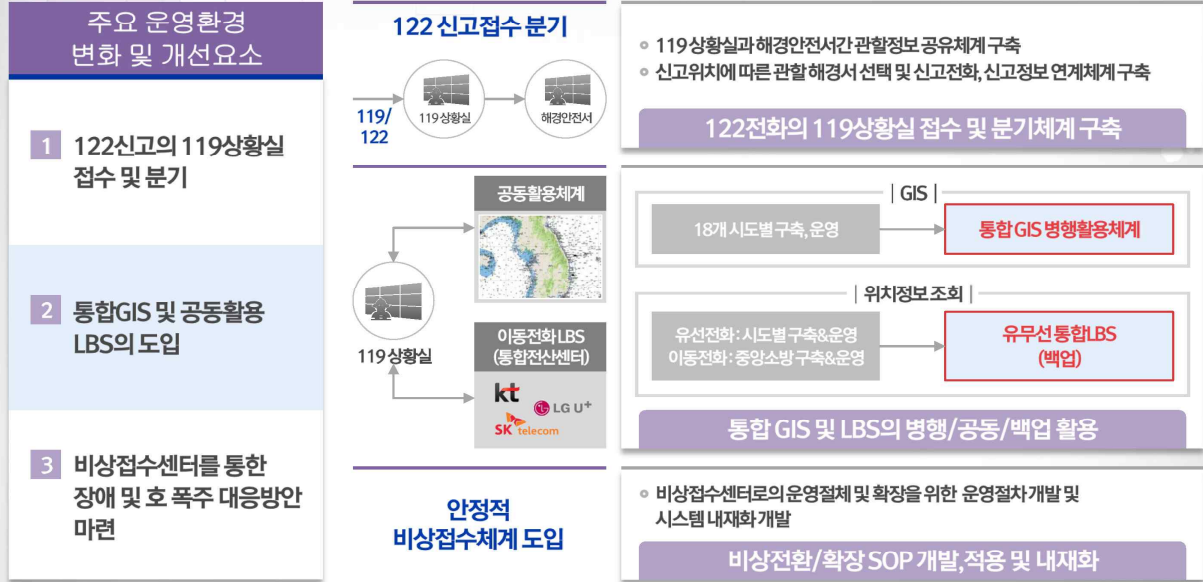 주요 운영환경
변화 및 개선요소
1 122신고의 119상황실
접수 및 분기
2 통합GIS 및 공동활용
LBS의 도입
3 비상접수센터를 통한
장애 및 호 폭주 대응방안
마련
122 신고접수 분기
119/
122
119 상황실
해경안전서
119 상황실과 해경안전서간 관할정보 공유체계 구축
신고위치에 따른 관할 해경서 선택 및 신고전화, 신고정보 연계체계 구축
122전화의 119상황실 접수 및 분기체계 구축
119 상황실
공동활용체계
이동전화 LBS
(통합전산센터)
kt
LG U+
SK telecom
| GIS |
18개 시도별 구축, 운영
통합 GIS 병행활용체계
| 위치정보 조회 |
유선전화 : 시도별 구축&운영
이동전화 : 중앙소방 구축&운영
유무선 통합LBS
(백업)
통합 GIS 및 LBS의 병행/공동/백업 활용
안정적
비상접수체계 도입
비상접수센터로의 운영절체 및 확장을 위한 운영절차 개발 및
시스템 내재화 개발
비상전환/확장 SOP 개발,적용 및 내재화